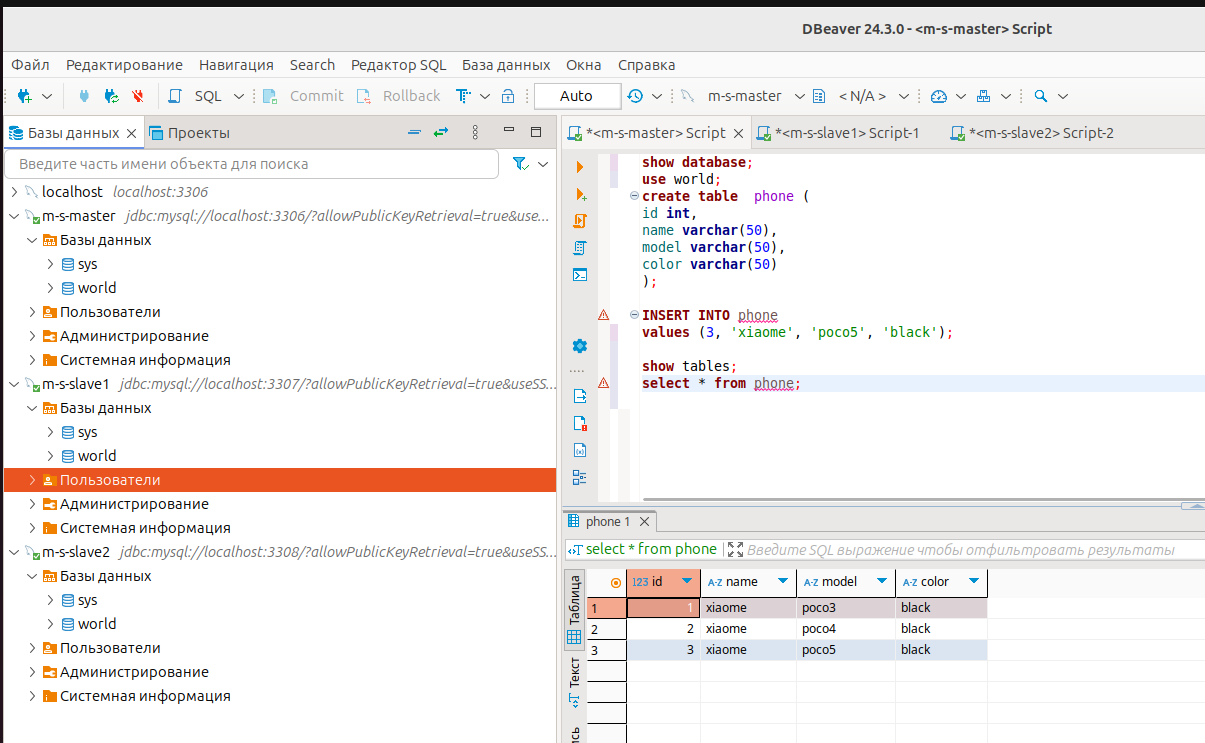 DBeaver 24.3.0 - <m-s-master> Script
Файл Редактирование Навигация Search Редактор SQL База данных Окна Справка
SQL Commit Rollback Auto m-s-master < N/A >
Базы данных Проекты
Введите часть имени объекта для поиска
localhost localhost:3306
m-s-master jdbc:mysql://localhost:3306/?allowPublicKeyRetrieval=true&use...
Базы данных
sys
world
Пользователи
Администрирование
Системная информация
m-s-slave1 jdbc:mysql://localhost:3307/?allowPublicKeyRetrieval=true&useSS...
Базы данных
sys
world
Пользователи
Администрирование
Системная информация
m-s-slave2 jdbc:mysql://localhost:3308/?allowPublicKeyRetrieval=true&useSS...
Базы данных
sys
world
Пользователи
Администрирование
Системная информация
*<m-s-master> Script *<m-s-slave1> Script-1 *<m-s-slave2> Script-2
show database;
use world;
create table  phone (
id int,
name varchar(50),
model varchar(50),
color varchar(50)
);
INSERT INTO phone
values (3, 'xiaome', 'poco5', 'black');
show tables;
select * from phone;
phone 1
select * from phone Введите SQL выражение чтобы отфильтровать результаты
Таблица
Текст
123 id A-Z name A-Z model A-Z color
1 1 xiaome poco3 black
2 2 xiaome poco4 black
3 3 xiaome poco5 black